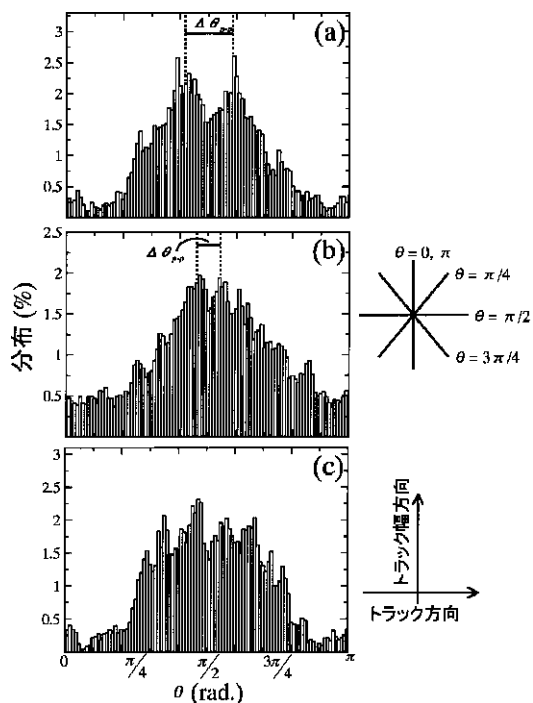 Δθp-p
(a)
3
2.5
2
1.5
1
0.5
Δθp-p
(b)
2.5
2.0
1.5
1
0.5
分布 (%)
θ = 0, π
θ = π/4
θ = π/2
θ = 3π/4
(c)
3
2.5
2
1.5
1
0.5
0
π/4
π/2
3π/4
π
θ (rad.)
トラック幅方向
トラック方向